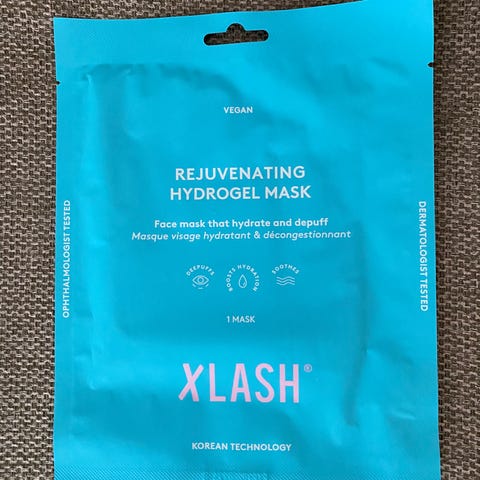 VEGAN
REJUVENATING
HYDROGEL MASK
Face mask that hydrate and depuff
Masque visage hydratant & décongestionnant
DEEPUFFS
BOOSTS HYDRATION
SOOTHES
1 MASK
XLASH®
KOREAN TECHNOLOGY
OPHTHALMOLOGIST TESTED
DERMATOLOGIST TESTED